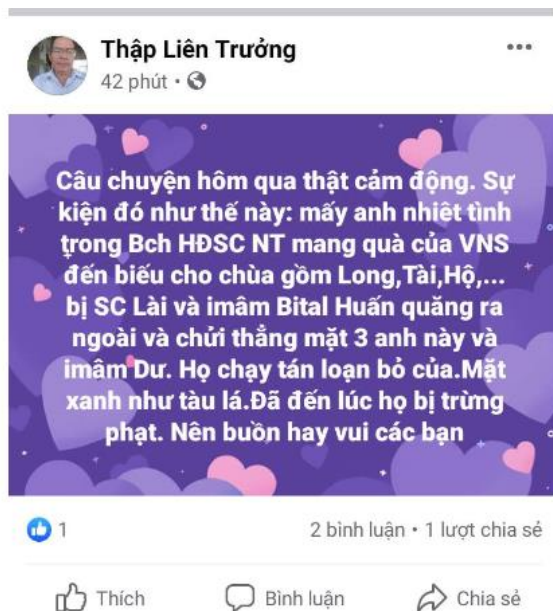 Thập Liên Trưởng
42 phút
Câu chuyện hôm qua thật cảm động. Sự
kiện đó như thế này: mấy anh nhiêt tình
trong Bch HĐSC NT mang quà của VNS
đến biếu cho chùa gồm Long,Tài,Hộ,...
bị SC Lài và imâm Bital Huấn quăng ra
ngoài và chửi thẳng mặt 3 anh này và
imâm Dư. Họ chạy tán loạn bỏ của.Mặt
xanh như tàu lá.Đã đến lúc họ bị trừng
phạt. Nên buồn hay vui các bạn
1 2 bình luận • 1 lượt chia sẻ
Thích Bình luận Chia sẻ